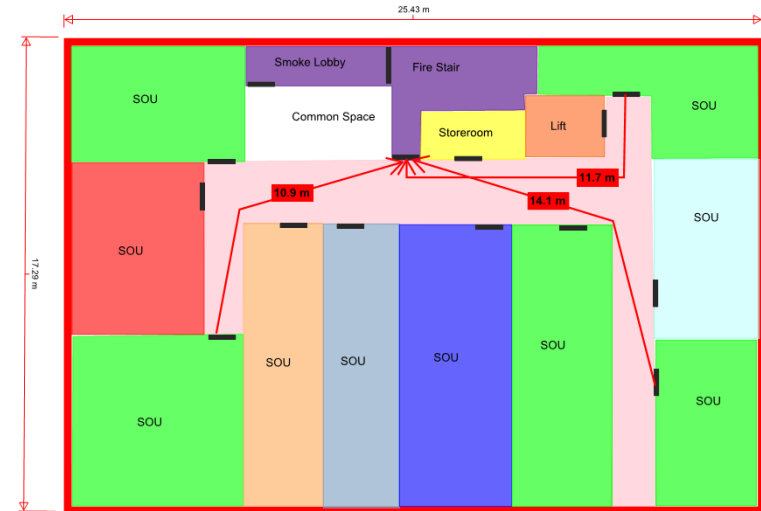 25.43 m
Smoke Lobby
Fire Stair
SOU
SOU
Common Space
Storeroom
Lift
11.7 m
10.9 m
14.1 m
SOU
SOU
17.29 m
SOU
SOU
SOU
SOU
SOU
SOU
SOU